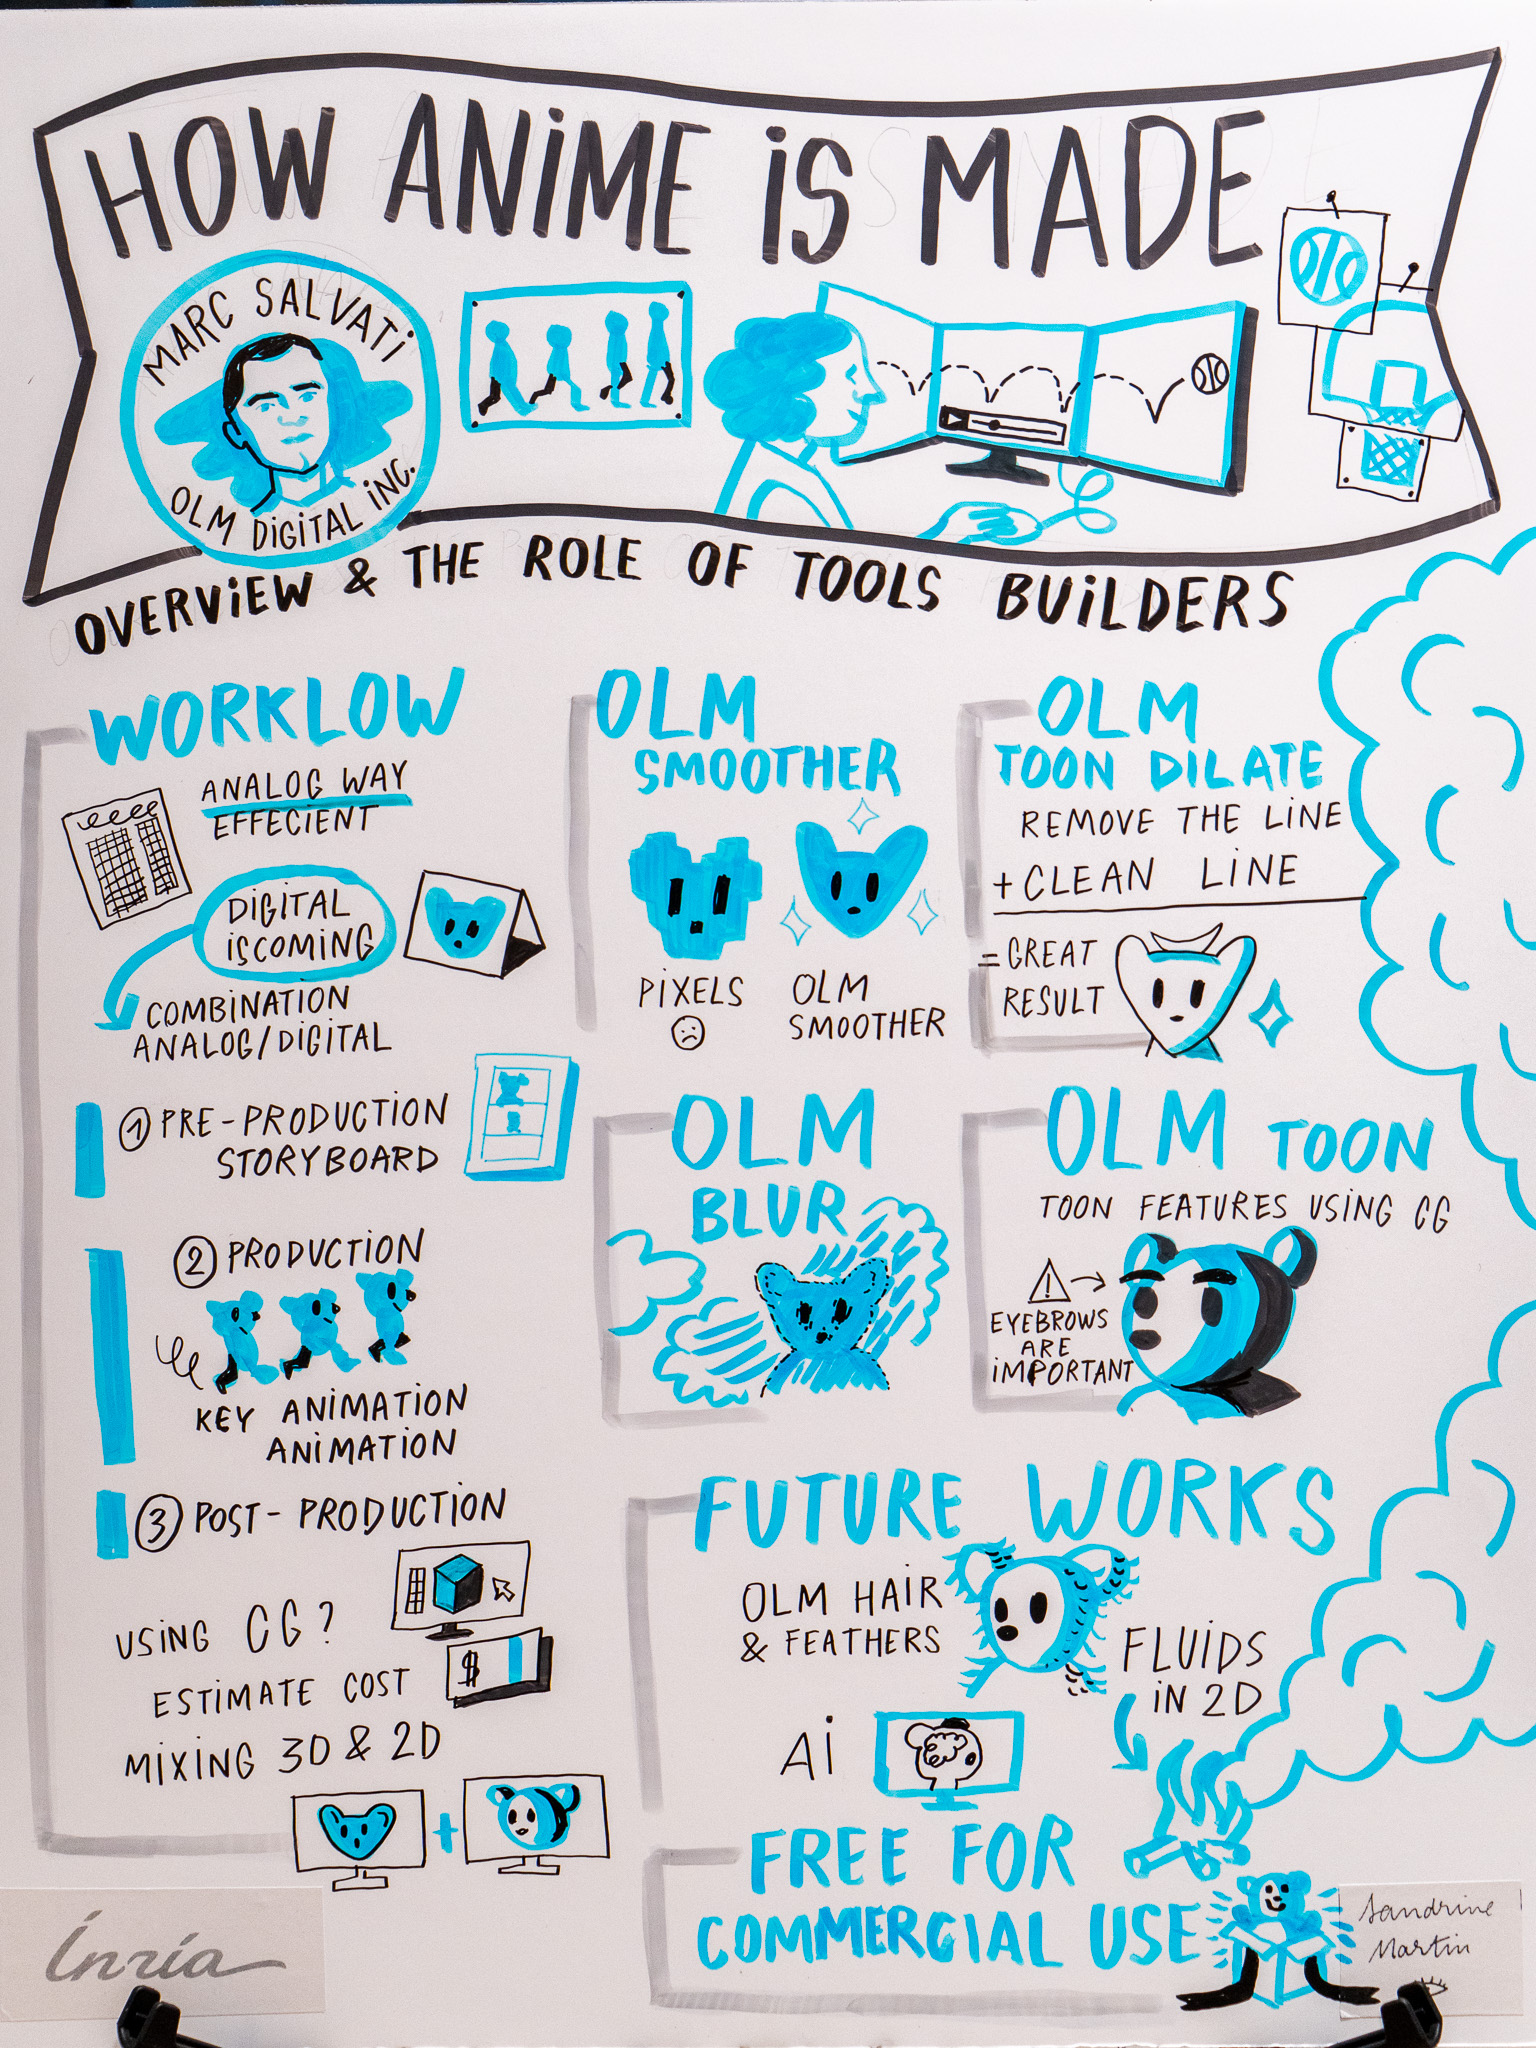 HOW ANiME iS MADE
MARC SALVATi
OLM DiGiTAL iNC.
OVERViEW & THE ROLE OF TOOLS BUiLDERS
WORKLOW
ANALOG WAY
EFFECIENT
DiGiTAL
iSCOMiNG
COMBiNATION
ANALOG/DiGITAL
1 PRE-PRODUCTION
STORYBOARD
2 PRODUCTION
KEY ANiMATION
ANiMATION
3 POST-PRODUCTION
USiNG CG?
$
ESTiMATE COST
MiXiNG 3D & 2D
+
OLM
SMOOTHER
PiXELS
OLM
SMOOTHER
OLM
TOON DiLATE
REMOVE THE LiNE
+ CLEAN LiNE
= GREAT
RESULT
OLM
BLUR
OLM TOON
TOON FEATURES USiNG CG
!
EYEBROWS
ARE
iMPORTANT
FUTURE WORKS
OLM HAiR
& FEATHERS
FLUiDS
iN 2D
Ai
FREE FOR
COMMERCiAL USE
inria
Sandrine
Martin